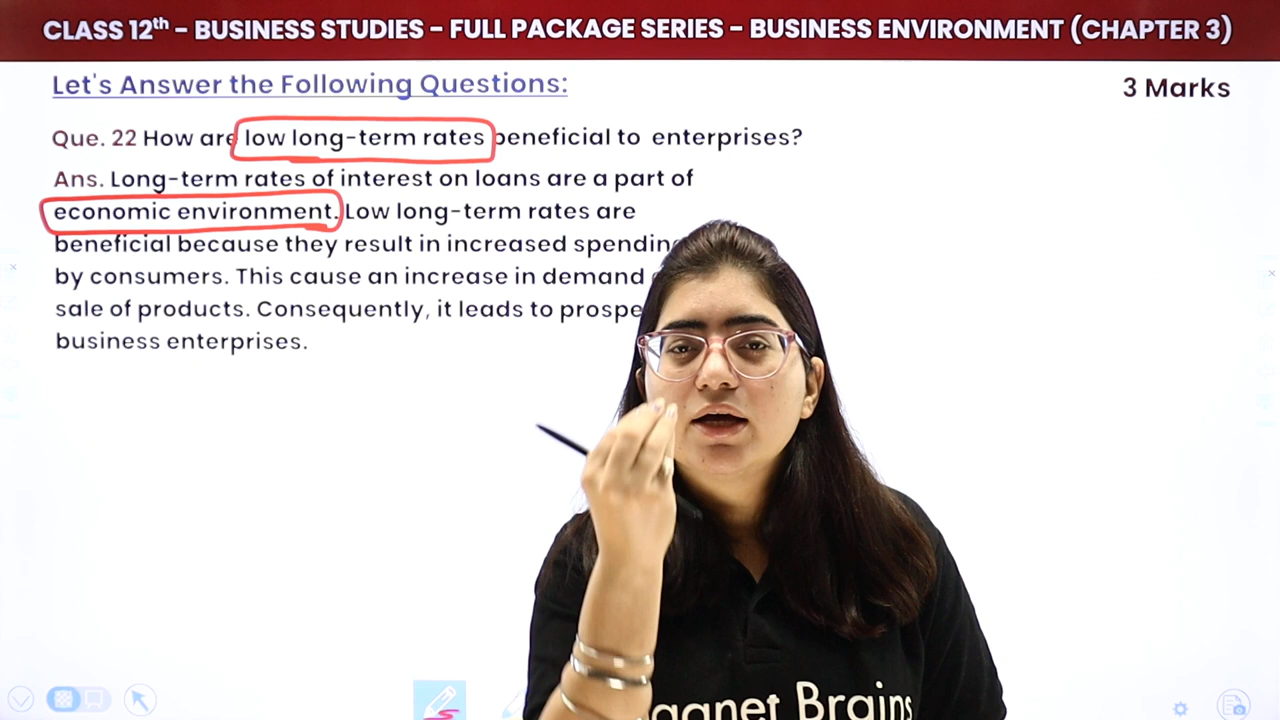 CLASS 12th – BUSINESS STUDIES – FULL PACKAGE SERIES – BUSINESS ENVIRONMENT (CHAPTER 3)
Let's Answer the Following Questions:
3 Marks
Que. 22 How are low long-term rates beneficial to enterprises?
Ans. Long-term rates of interest on loans are a part of
economic environment. Low long-term rates are
beneficial because they result in increased spending
by consumers. This cause an increase in demand
sale of products. Consequently, it leads to
business enterprises.
Brains